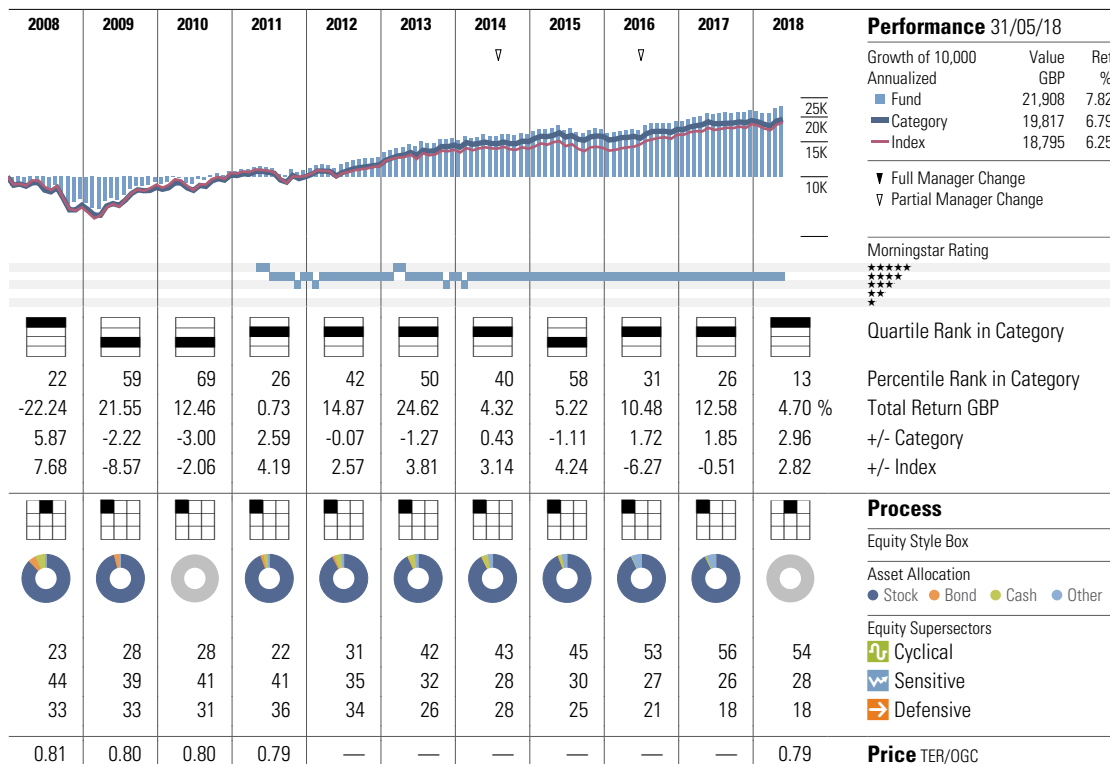 2008 2009 2010 2011 2012 2013 2014 2015 2016 2017 2018
Performance 31/05/18
Growth of 10,000 Value Ret
Annualized GBP %
Fund 21,908 7.82
Category 19,817 6.79
Index 18,795 6.25
▼ Full Manager Change
▽ Partial Manager Change
25K
20K
15K
10K
Morningstar Rating
★★★★★
★★★★
★★★
★★
★
Quartile Rank in Category
22 59 69 26 42 50 40 58 31 26 13 Percentile Rank in Category
-22.24 21.55 12.46 0.73 14.87 24.62 4.32 5.22 10.48 12.58 4.70 % Total Return GBP
5.87 -2.22 -3.00 2.59 -0.07 -1.27 0.43 -1.11 1.72 1.85 2.96 +/- Category
7.68 -8.57 -2.06 4.19 2.57 3.81 3.14 4.24 -6.27 -0.51 2.82 +/- Index
Process
Equity Style Box
Asset Allocation
Stock Bond Cash Other
Equity Supersectors
23 28 28 22 31 42 43 45 53 56 54 Cyclical
44 39 41 41 35 32 28 30 27 26 28 Sensitive
33 33 31 36 34 26 28 25 21 18 18 Defensive
0.81 0.80 0.80 0.79 — — — — — — 0.79 Price TER/OGC